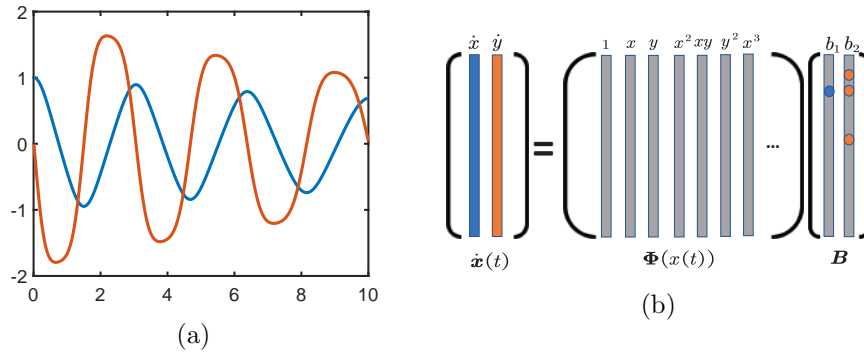 2
1
0
-1
-2
0 2 4 6 8 10
(a)
ẋ ẏ
=
1 x y x² xy y² x³
...
b₁ b₂
ẋ(t)
Φ(x(t))
B
(b)